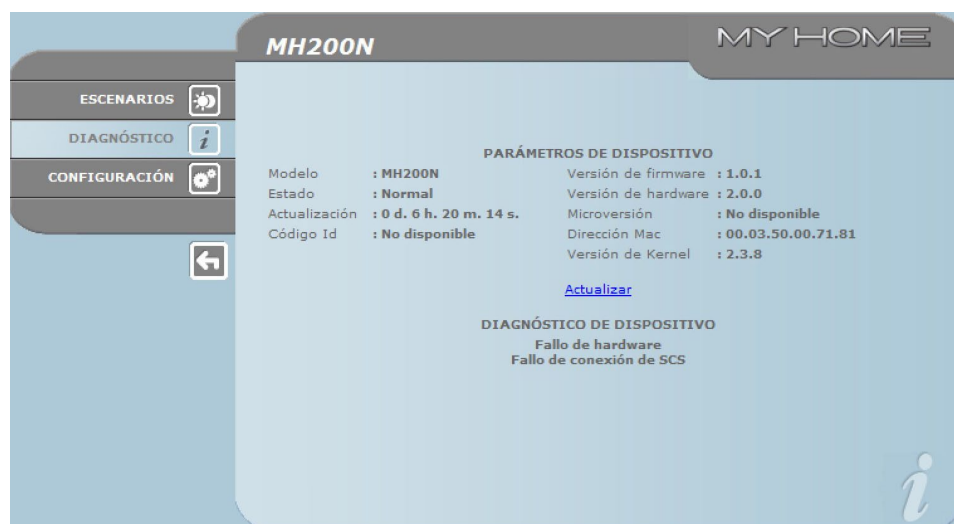 MH200N
MY HOME
ESCENARIOS
DIAGNÓSTICO
CONFIGURACIÓN
PARÁMETROS DE DISPOSITIVO
Modelo : MH200N Versión de firmware : 1.0.1
Estado : Normal Versión de hardware : 2.0.0
Actualización : 0 d. 6 h. 20 m. 14 s. Microversión : No disponible
Código Id : No disponible Dirección Mac : 00.03.50.00.71.81
Versión de Kernel : 2.3.8
Actualizar
DIAGNÓSTICO DE DISPOSITIVO
Fallo de hardware
Fallo de conexión de SCS